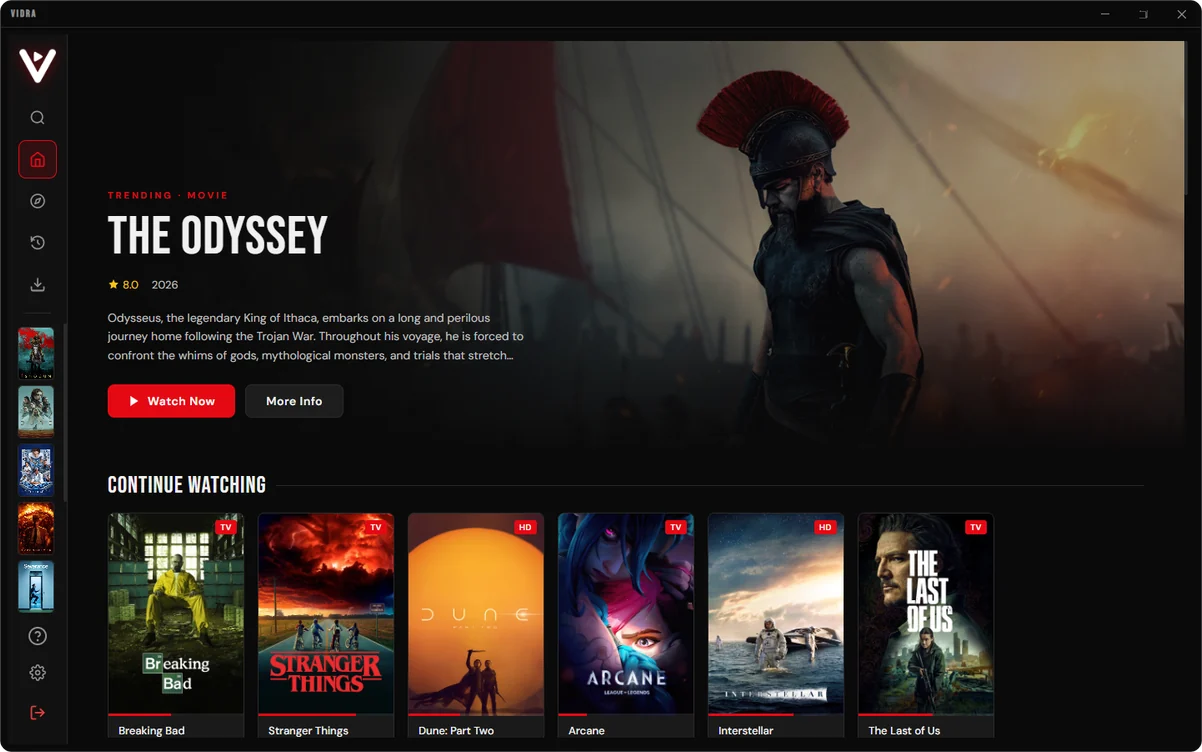 VIDRA
TRENDING · MOVIE
THE ODYSSEY
8.0 2026
Odysseus, the legendary King of Ithaca, embarks on a long and perilous
journey home following the Trojan War. Throughout his voyage, he is forced to
confront the whims of gods, mythological monsters, and trials that stretch...
Watch Now
More Info
CONTINUE WATCHING
TV
TV
HD
TV
HD
TV
Severance
Breaking
Bad
STRANGER
THINGS
DUNE
ARCANE
LEAGUE OF LEGENDS
INTERSTELLAR
THE
LAST
OF US
Breaking Bad
Stranger Things
Dune: Part Two
Arcane
Interstellar
The Last of Us